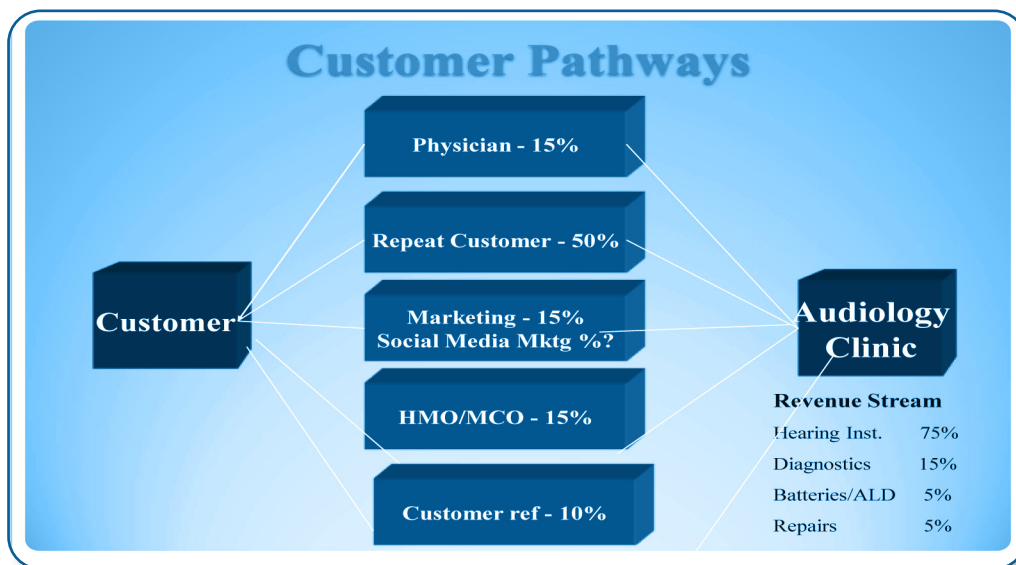 Customer Pathways
Physician - 15%
Repeat Customer - 50%
Customer
Marketing - 15%
Social Media Mktg %?
Audiology
Clinic
HMO/MCO - 15%
Customer ref - 10%
Revenue Stream
Hearing Inst. 75%
Diagnostics 15%
Batteries/ALD 5%
Repairs 5%